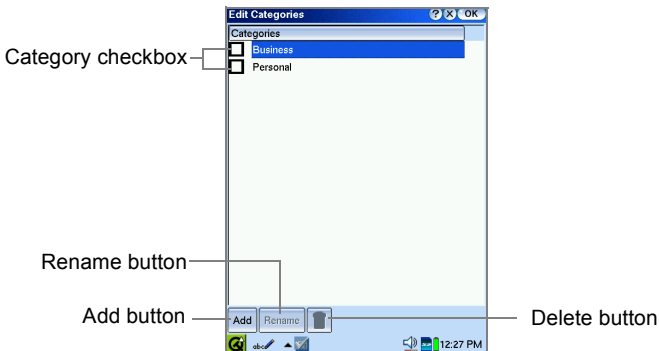 Edit Categories ? X OK
Categories
Business
Category checkbox
Personal
Rename button
Add button
Add Rename
Delete button
abc 12:27 PM